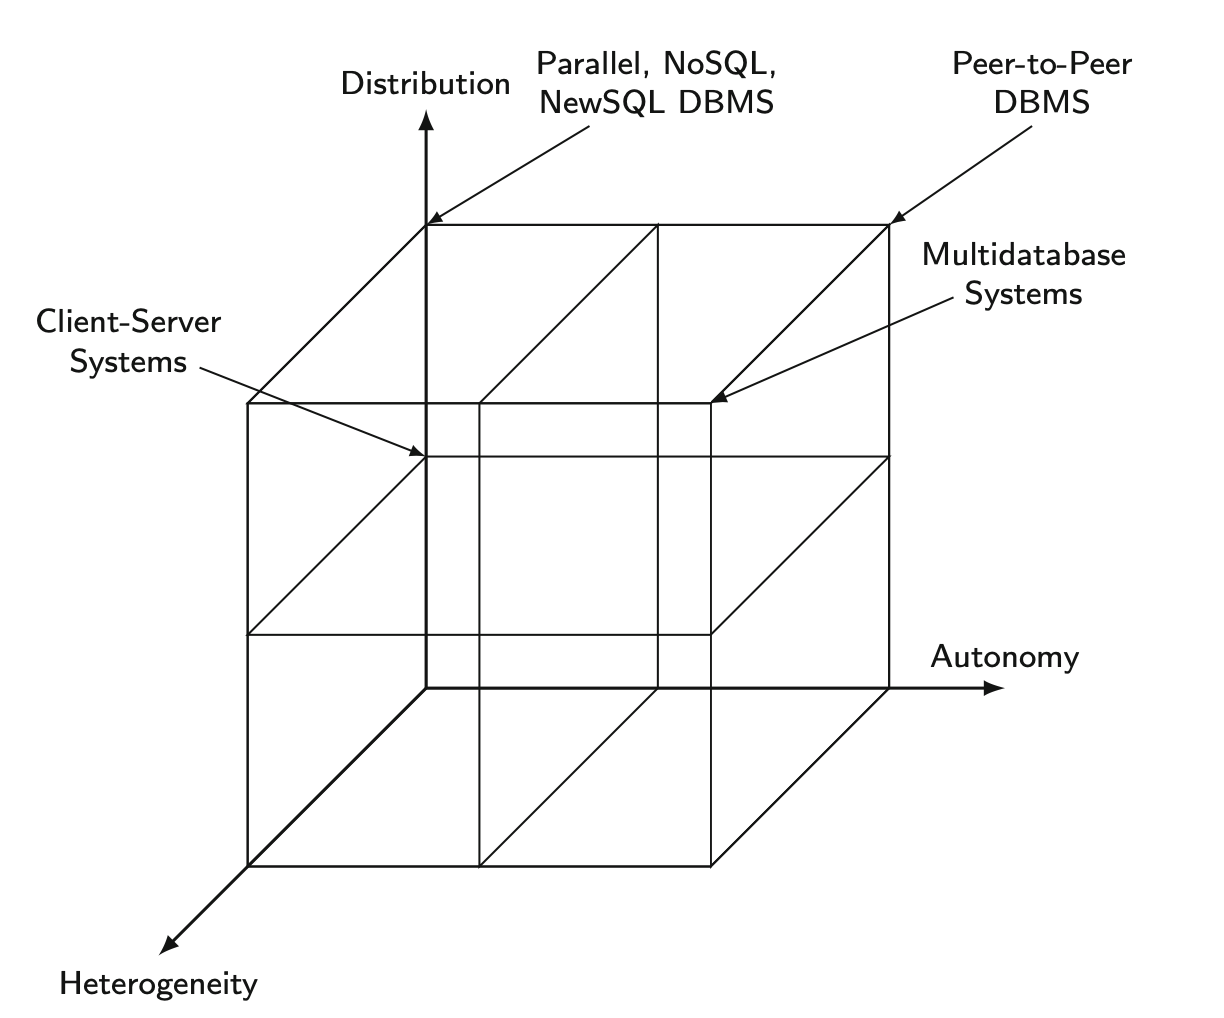 Distribution
Parallel, NoSQL,
NewSQL DBMS
Peer-to-Peer
DBMS
Multidatabase
Systems
Client-Server
Systems
Autonomy
Heterogeneity